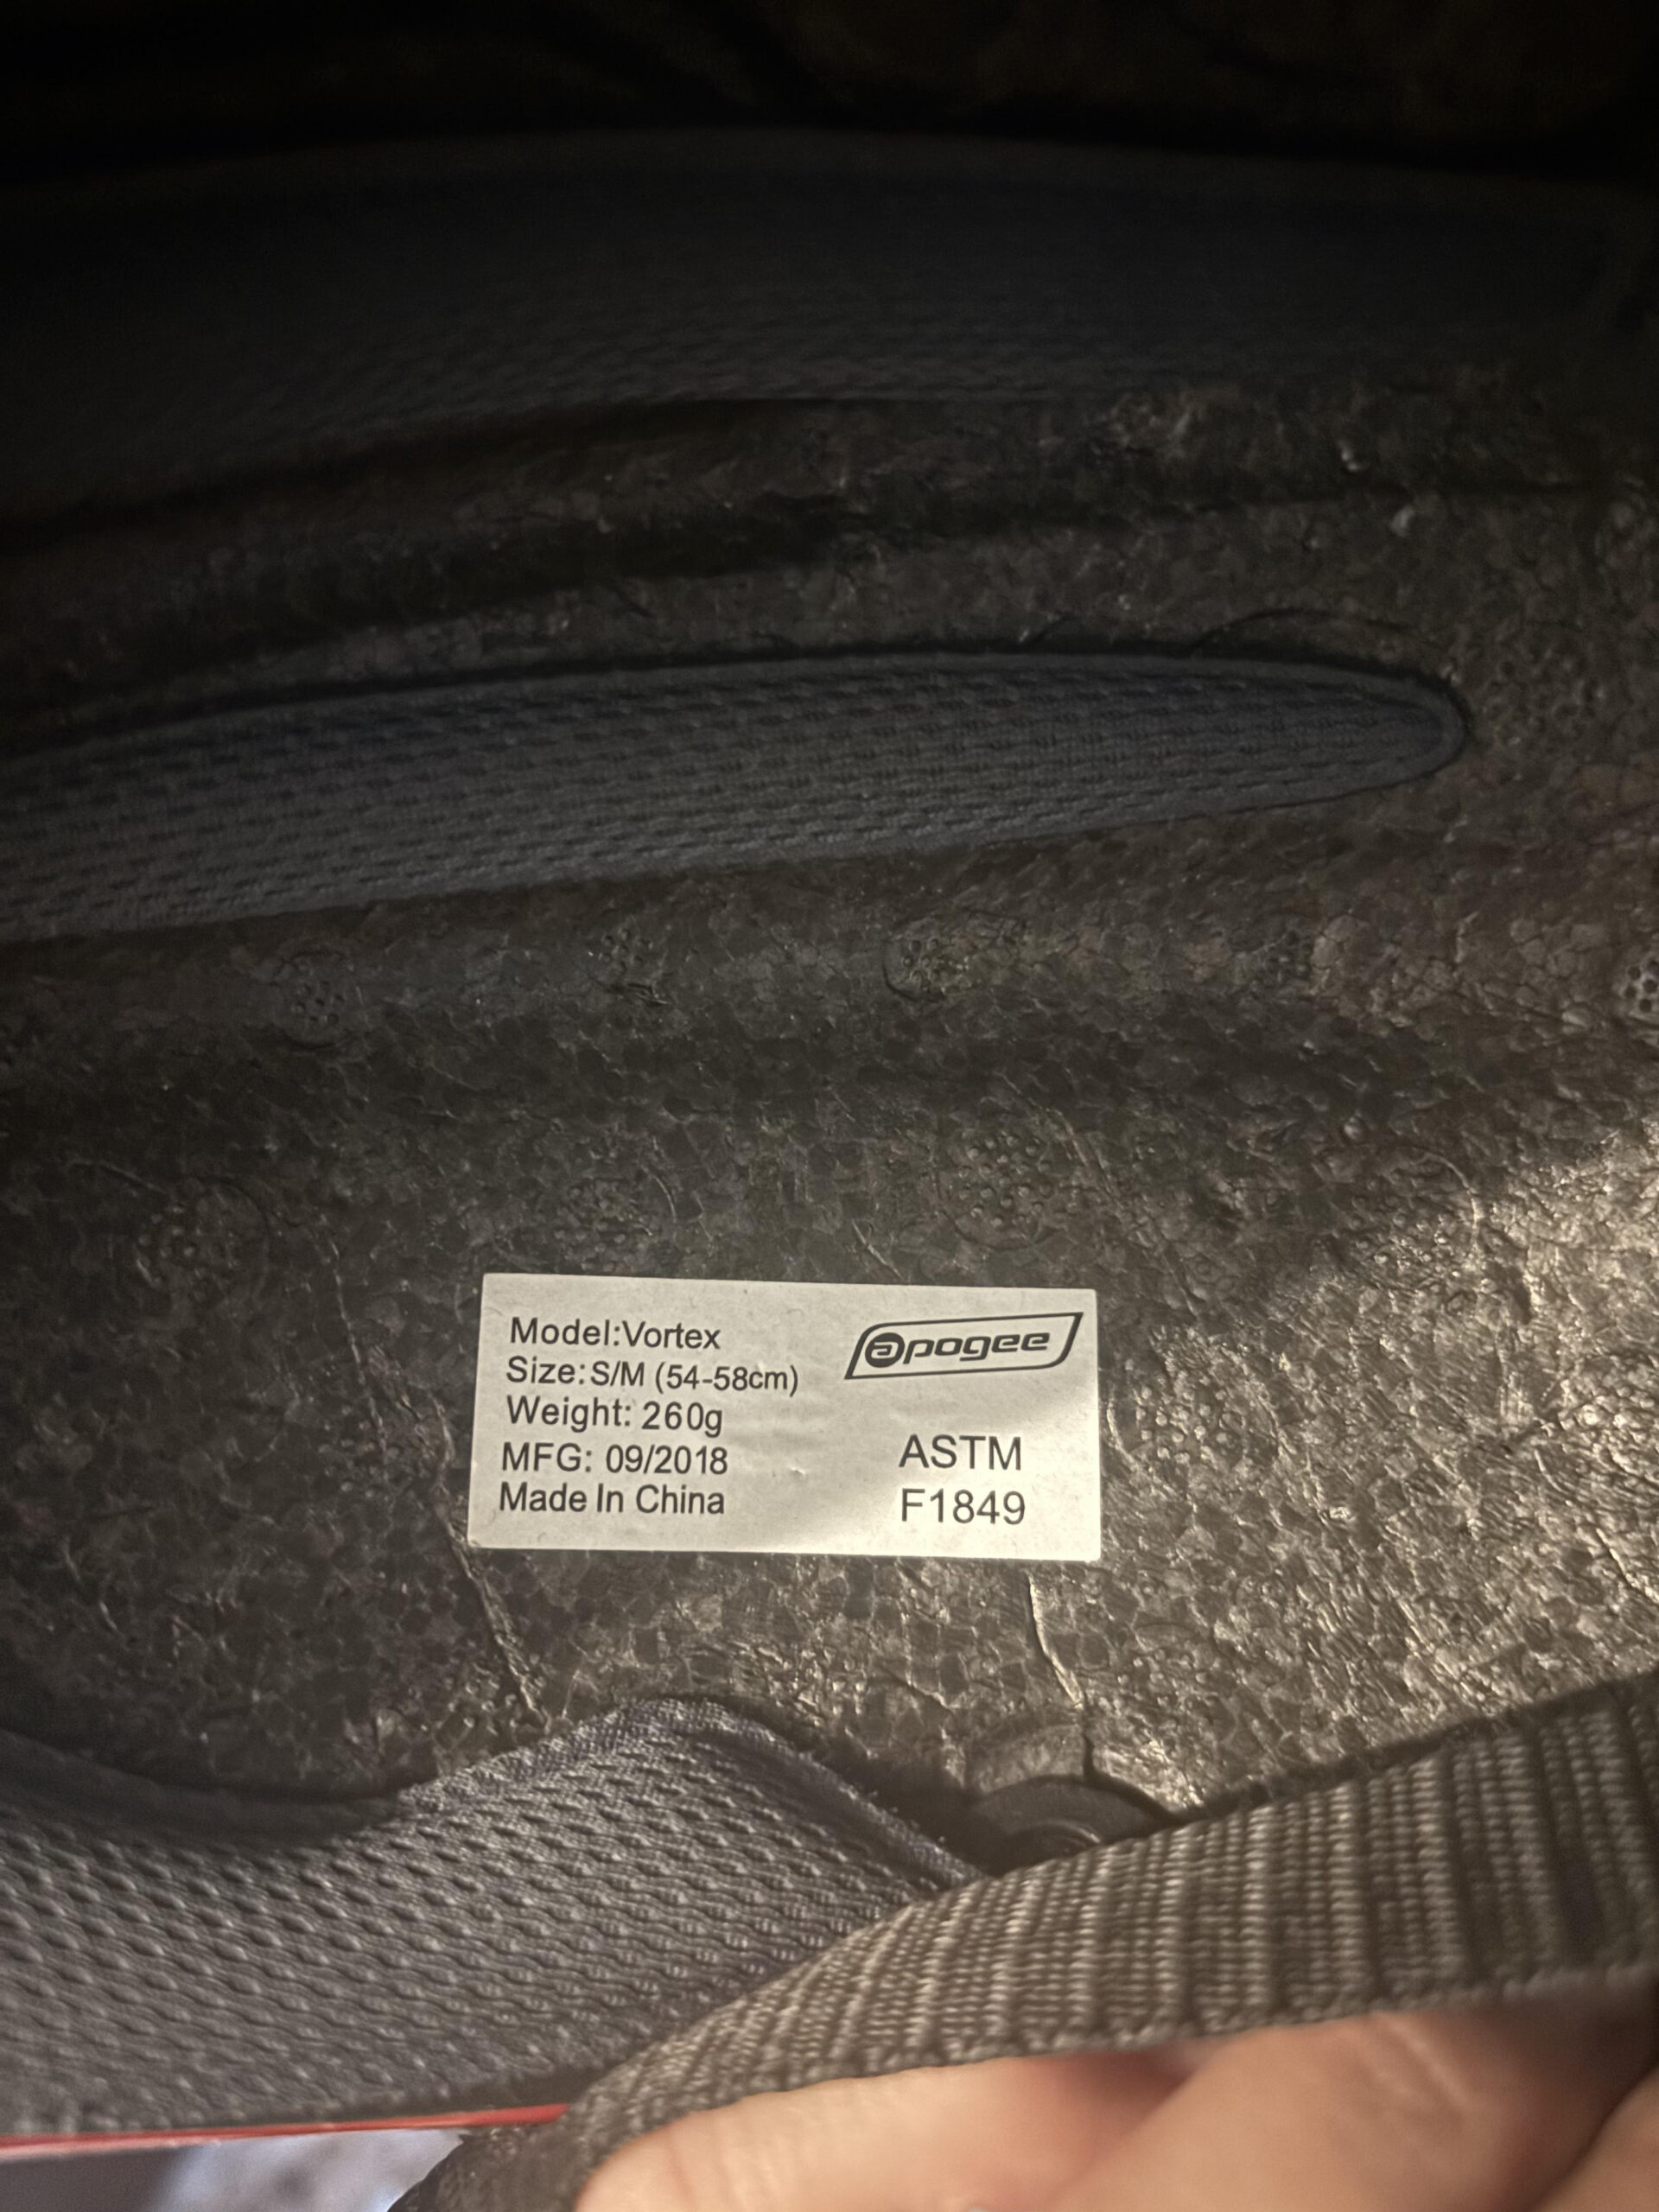 Model:Vortex
Size:S/M (54-58cm)
Weight: 260g
MFG: 09/2018
Made In China
apogee
ASTM
F1849